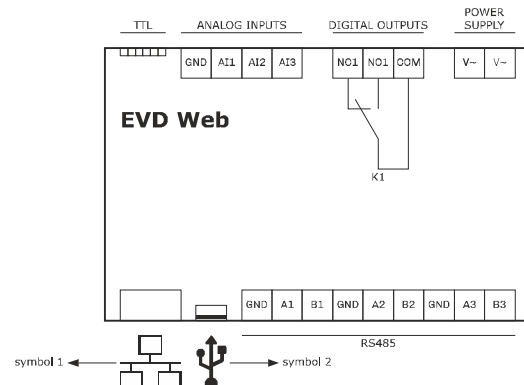 TTL ANALOG INPUTS DIGITAL OUTPUTS POWER SUPPLY
GND AI1 AI2 AI3 NO1 NO1 COM V~ V~
EVD Web
K1
GND A1 B1 GND A2 B2 GND A3 B3
RS485
symbol 1 symbol 2